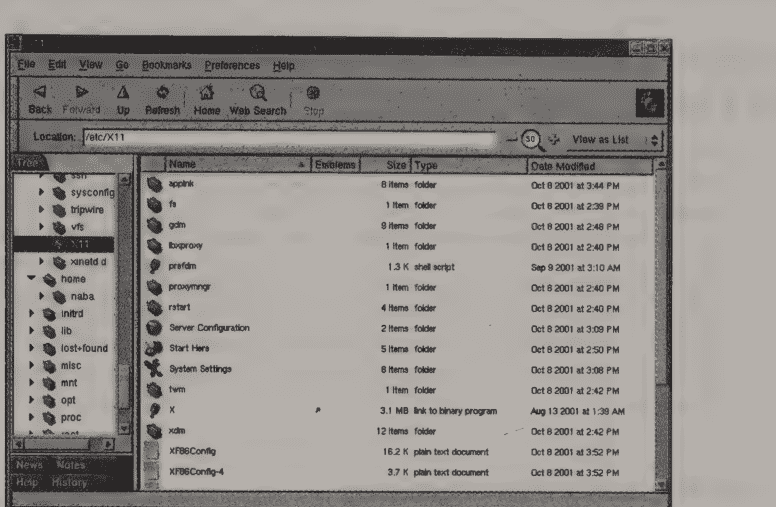 File Edit View Go Bookmarks Preferences Help
Back Forward Up Refresh Home Web Search Stop
Location: /etc/X11 50 View as List
Tree
Name Emblems Size Type Date Modified
ssh
sysconfig
tripwire
vfs
X11
xinetd.d
home
naba
initrd
lib
lost+found
misc
mnt
opt
proc
applnk 8 items folder Oct 8 2001 at 3:44 PM
fs 1 item folder Oct 8 2001 at 2:39 PM
gdm 9 items folder Oct 8 2001 at 2:48 PM
lbxproxy 1 item folder Oct 8 2001 at 2:40 PM
prefdm 1.3 K shell script Sep 9 2001 at 3:10 AM
proxymngr 1 item folder Oct 8 2001 at 2:40 PM
rstart 4 items folder Oct 8 2001 at 2:40 PM
Server Configuration 2 items folder Oct 8 2001 at 3:09 PM
Start Here 5 items folder Oct 8 2001 at 2:50 PM
System Settings 6 items folder Oct 8 2001 at 3:08 PM
twm 1 item folder Oct 8 2001 at 2:42 PM
X 3.1 MB link to binary program Aug 13 2001 at 1:39 AM
xdm 12 items folder Oct 8 2001 at 2:42 PM
XF86Config 16.2 K plain text document Oct 8 2001 at 3:52 PM
XF86Config-4 3.7 K plain text document Oct 8 2001 at 3:52 PM
News Notes
Help History